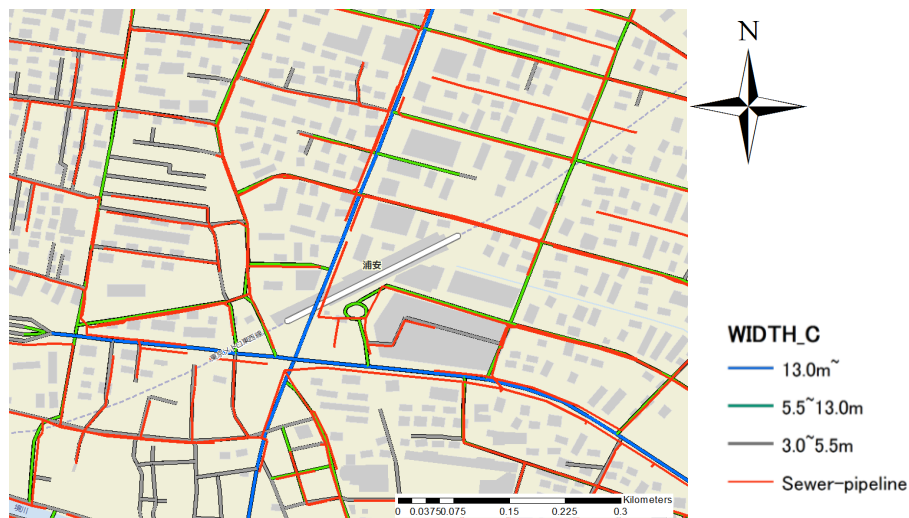 N
浦安
WIDTH_C
13.0m~
5.5~13.0m
3.0~5.5m
Sewer-pipeline
Kilometers
0 0.0375 0.075 0.15 0.225 0.3